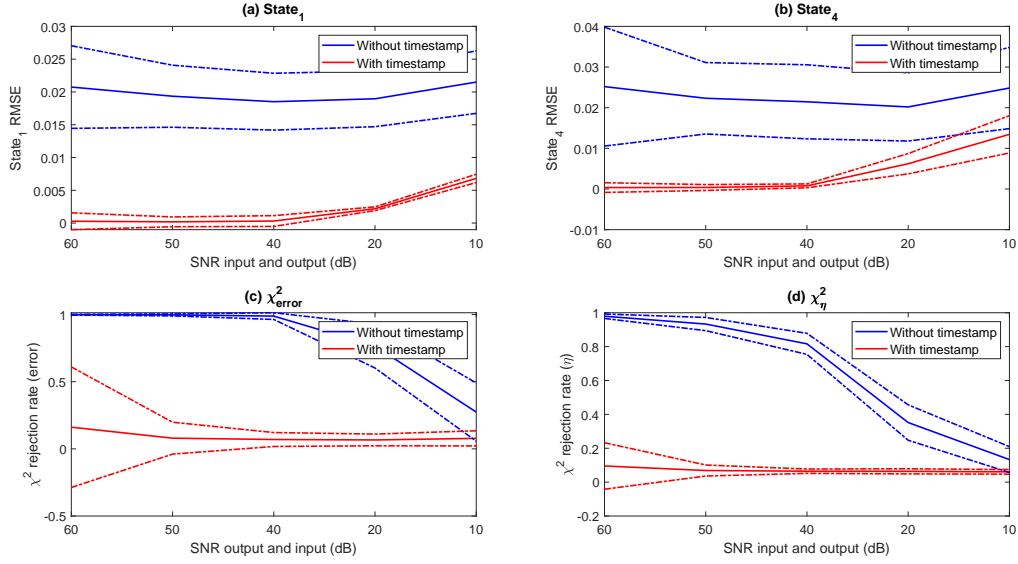 (a) State₁
State₁ RMSE
0.03
0.025
0.02
0.015
0.01
0.005
0
60 50 40 20 10
SNR input and output (dB)
Without timestamp
With timestamp
(b) State₄
State₄ RMSE
0.04
0.03
0.02
0.01
0
-0.01
60 50 40 20 10
SNR input and output (dB)
Without timestamp
With timestamp
(c) χ²error
χ² rejection rate (error)
1
0.5
0
-0.5
60 50 40 20 10
SNR output and input (dB)
Without timestamp
With timestamp
(d) χ²η
χ² rejection rate (η)
1
0.8
0.6
0.4
0.2
0
-0.2
60 50 40 20 10
SNR input and output (dB)
Without timestamp
With timestamp